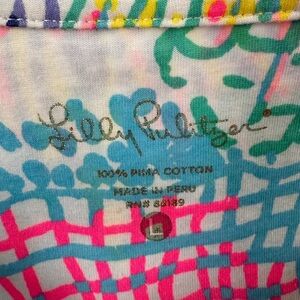 Lilly Pulitzer®
100% PIMA COTTON
MADE IN PERU
RN# 86189